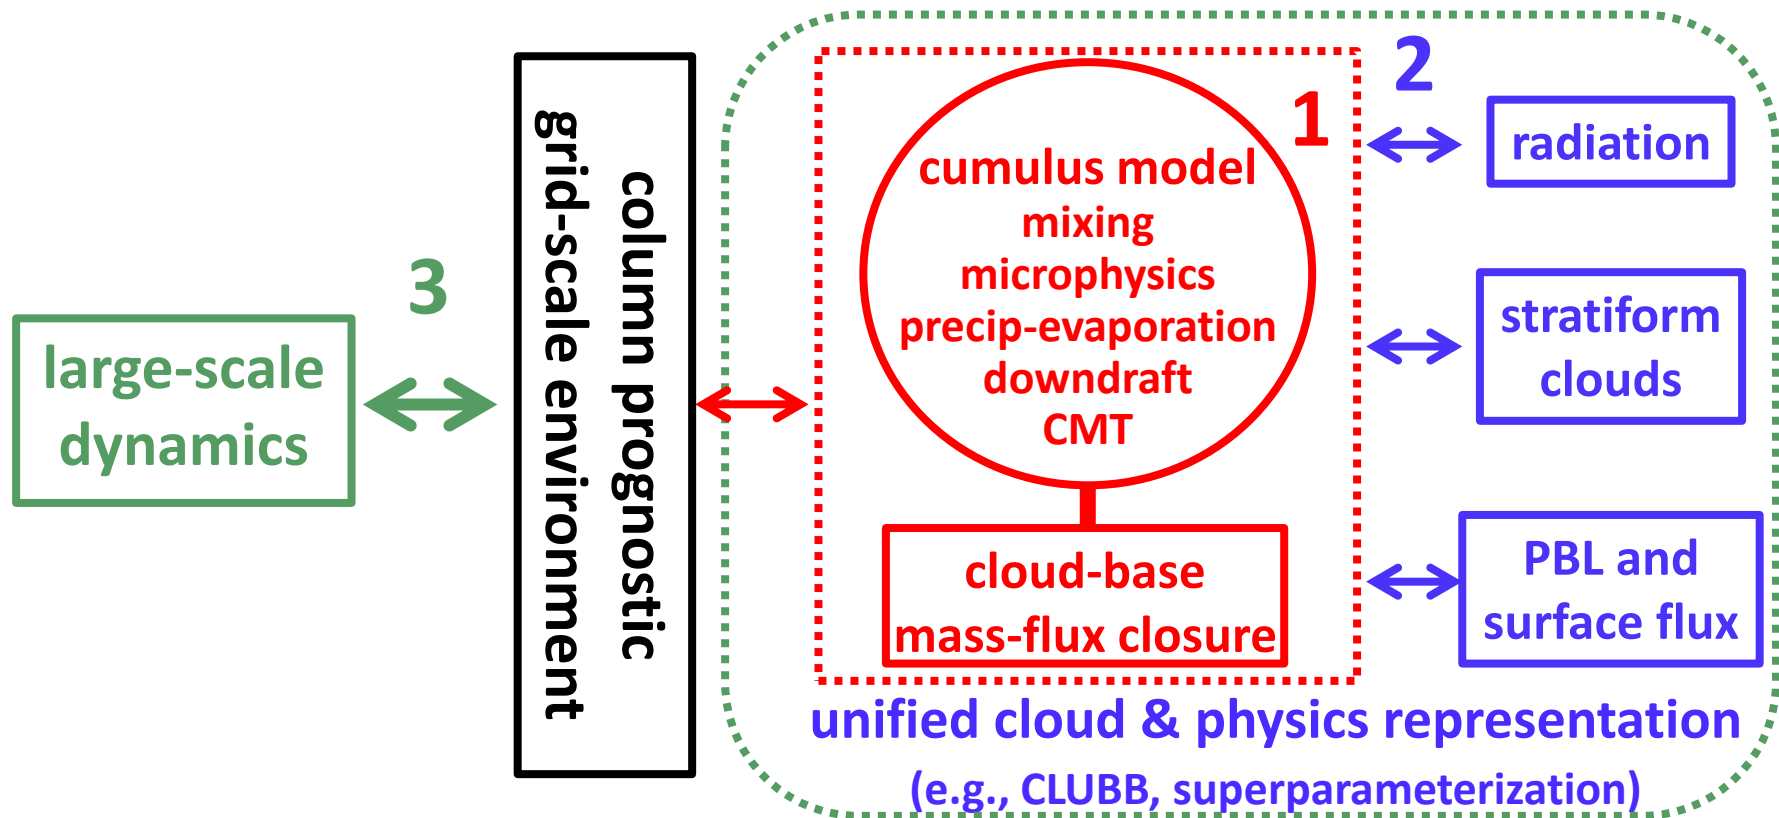 large-scale
dynamics
3
column prognostic
grid-scale environment
1
cumulus model
mixing
microphysics
precip-evaporation
downdraft
CMT
cloud-base
mass-flux closure
2
radiation
stratiform
clouds
PBL and
surface flux
unified cloud & physics representation
(e.g., CLUBB, superparameterization)